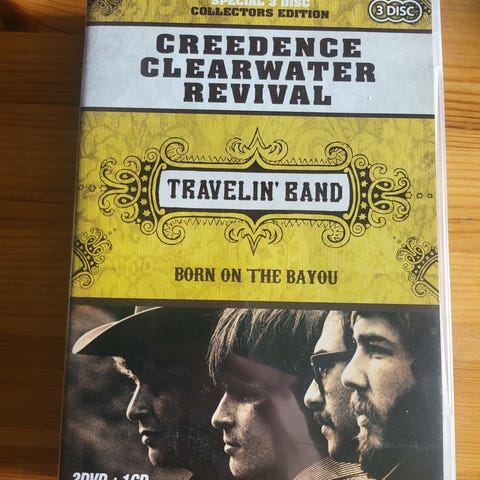 SPECIAL 3 DISC
COLLECTORS EDITION
3 DISC
CREEDENCE
CLEARWATER
REVIVAL
TRAVELIN' BAND
BORN ON THE BAYOU
2DVD + 1CD